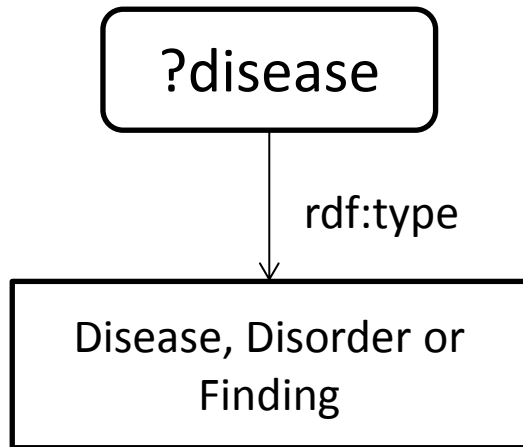 ?disease
rdf:type
Disease, Disorder or
Finding